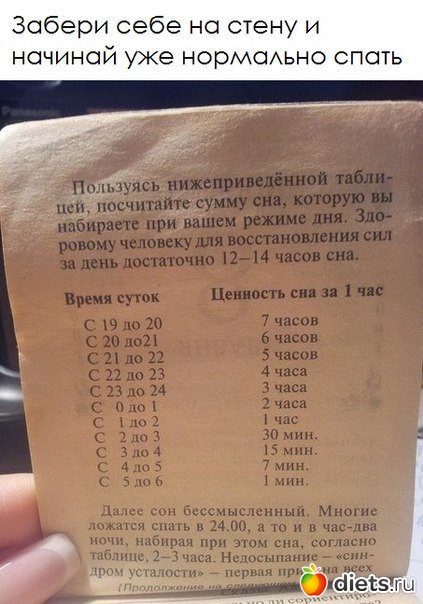 Забери себе на стену и
начинай уже нормально спать
Пользуясь нижеприведённой табли-
цей, посчитайте сумму сна, которую вы
набираете при вашем режиме дня. Здо-
ровому человеку для восстановления сил
за день достаточно 12–14 часов сна.
Время суток Ценность сна за 1 час
С 19 до 20 7 часов
С 20 до21 6 часов
С 21 до 22 5 часов
С 22 до 23 4 часа
С 23 до 24 3 часа
С 0 до 1 2 часа
С 1 до 2 1 час
С 2 до 3 30 мин.
С 3 до 4 15 мин.
С 4 до 5 7 мин.
С 5 до 6 1 мин.
Далее сон бессмысленный. Многие
ложатся спать в 24.00, а то и в час-два
ночи, набирая при этом сна, согласно
таблице, 2–3 часа. Недосыпание – «син-
дром усталости» – первая на всех
(Продолжение на
diets.ru